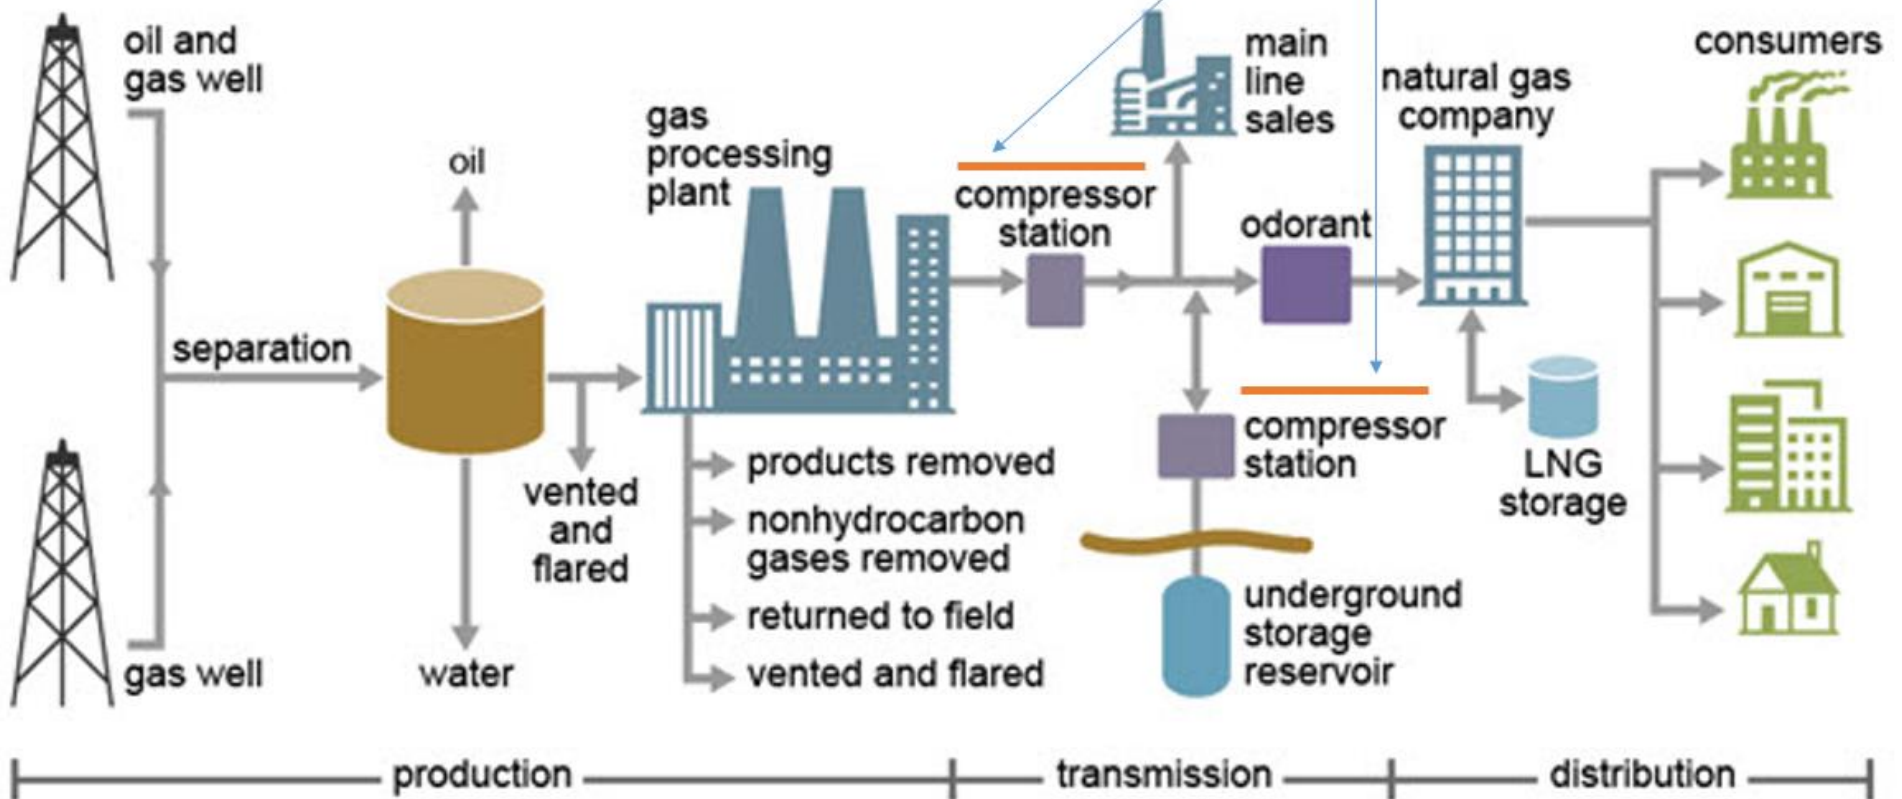 oil and
gas well
oil
separation
gas well
water
vented
and
flared
gas
processing
plant
products removed
nonhydrocarbon
gases removed
returned to field
vented and flared
compressor
station
main
line
sales
odorant
compressor
station
underground
storage
reservoir
natural gas
company
LNG
storage
consumers
production
transmission
distribution